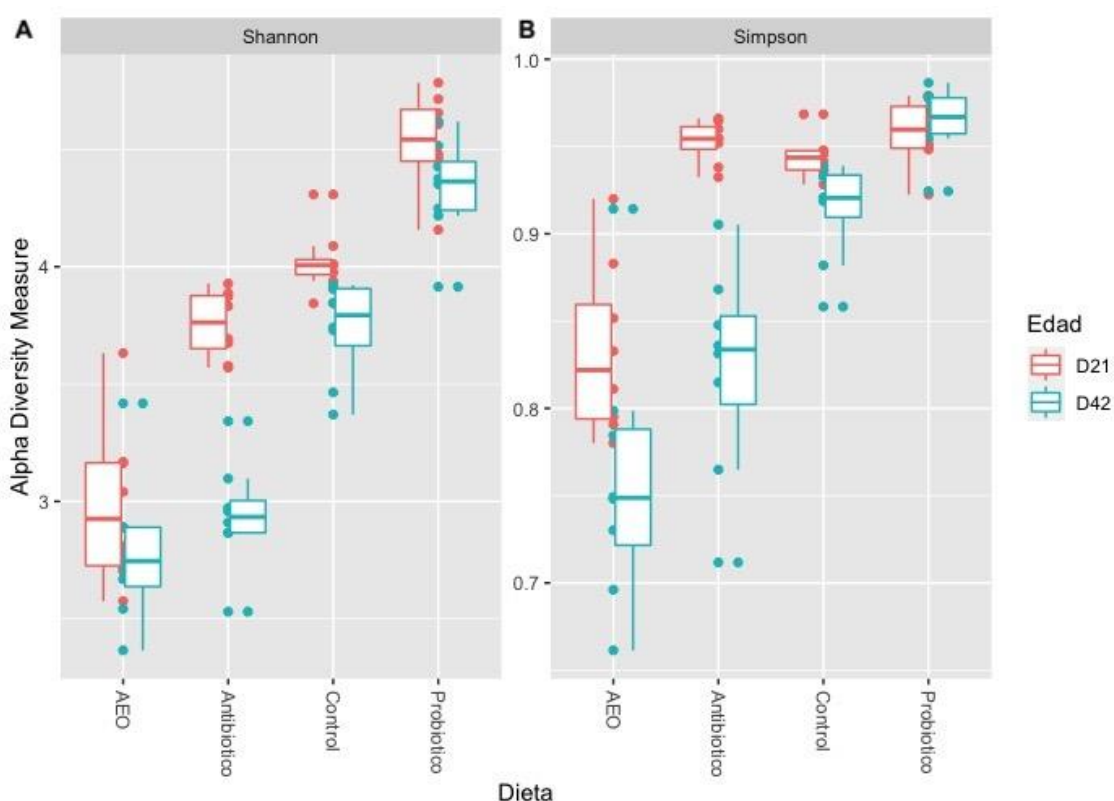 A
Shannon
B
Simpson
Alpha Diversity Measure
4
3
1.0
0.9
0.8
0.7
AEO
Antibiotico
Control
Probiotico
AEO
Antibiotico
Control
Probiotico
Dieta
Edad
D21
D42